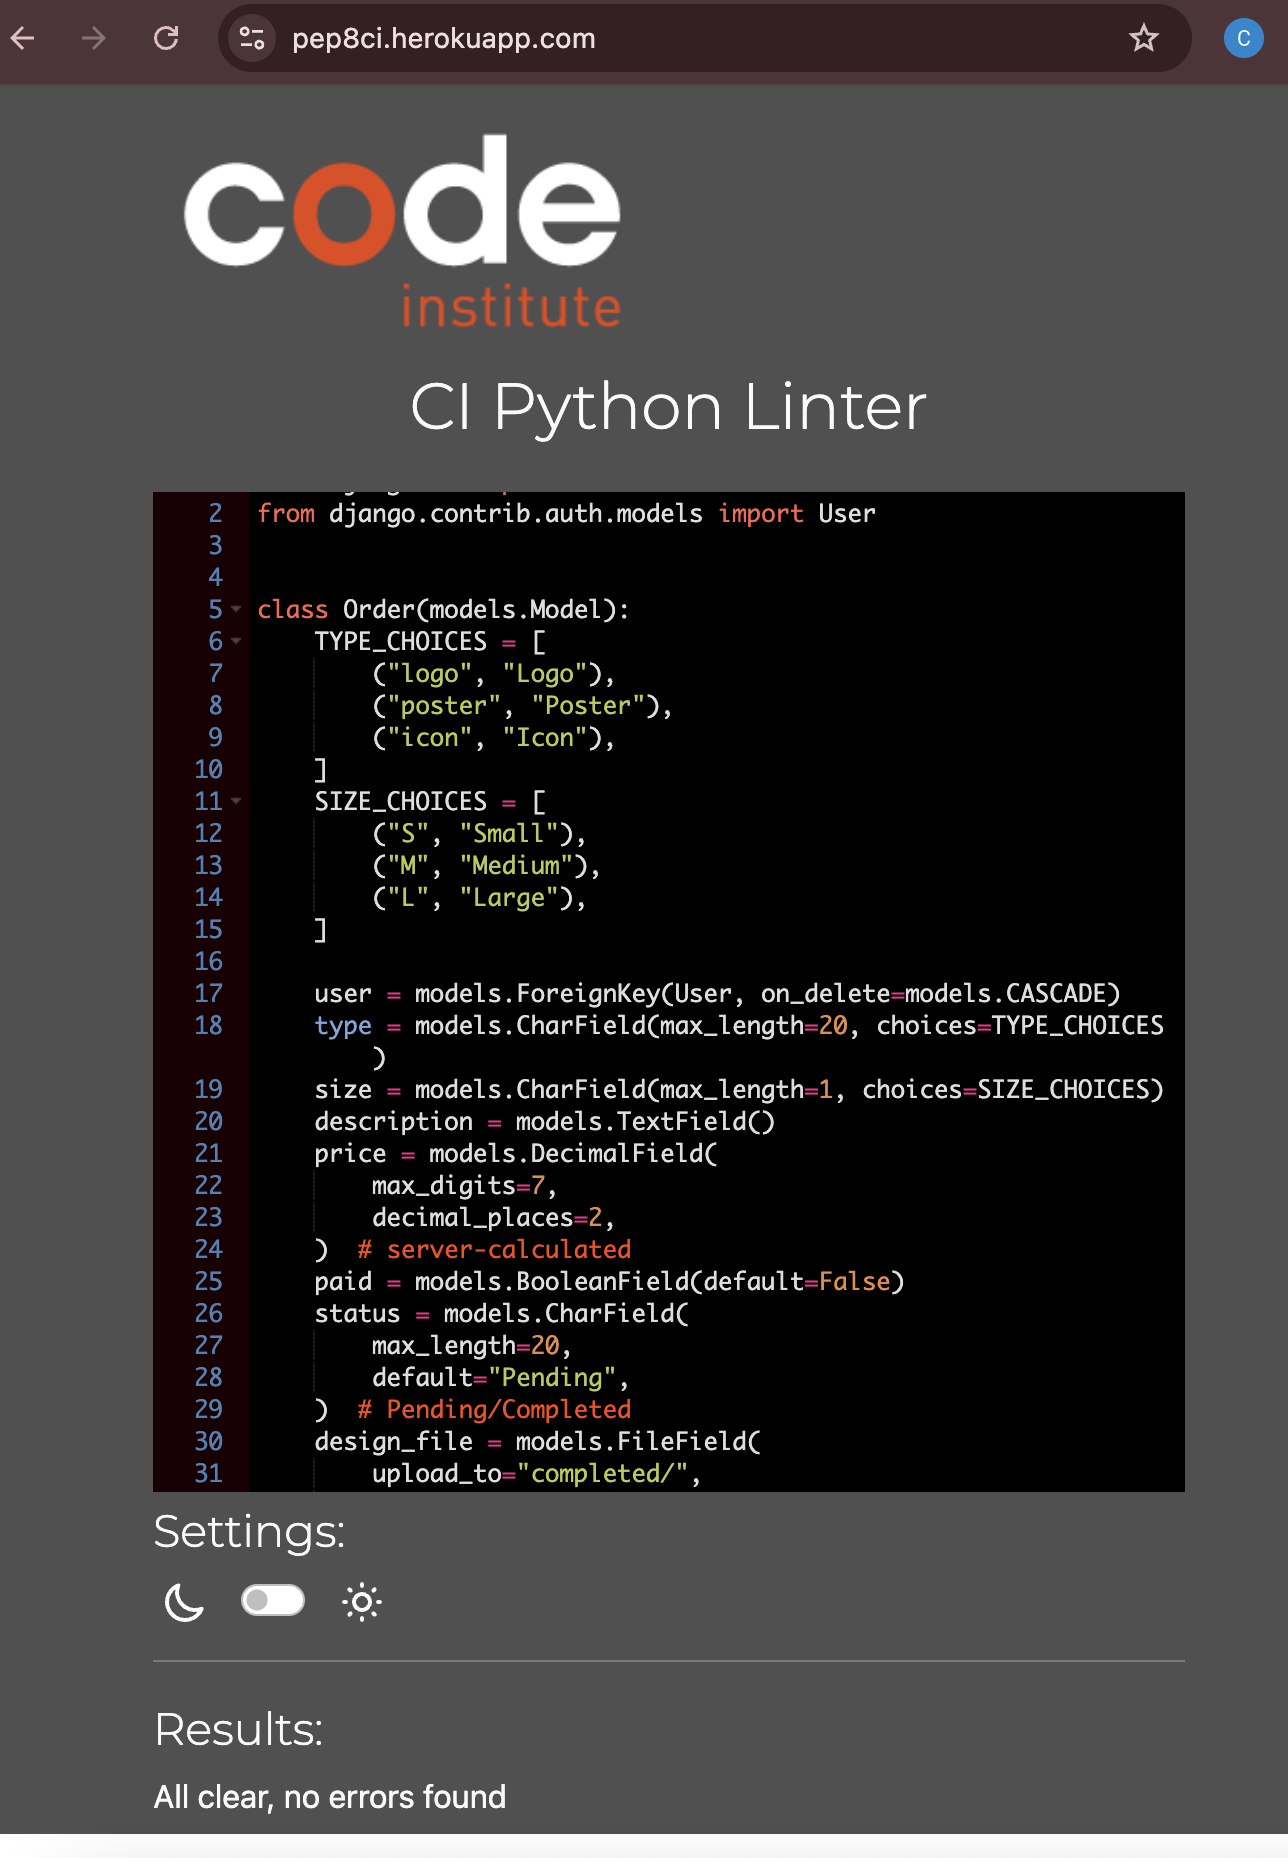 pep8ci.herokuapp.com
C
code
institute
CI Python Linter
2 from django.contrib.auth.models import User
3
4
5 class Order(models.Model):
6     TYPE_CHOICES = [
7         ("logo", "Logo"),
8         ("poster", "Poster"),
9         ("icon", "Icon"),
10     ]
11     SIZE_CHOICES = [
12         ("S", "Small"),
13         ("M", "Medium"),
14         ("L", "Large"),
15     ]
16
17     user = models.ForeignKey(User, on_delete=models.CASCADE)
18     type = models.CharField(max_length=20, choices=TYPE_CHOICES
)
19     size = models.CharField(max_length=1, choices=SIZE_CHOICES)
20     description = models.TextField()
21     price = models.DecimalField(
22         max_digits=7,
23         decimal_places=2,
24     )  # server-calculated
25     paid = models.BooleanField(default=False)
26     status = models.CharField(
27         max_length=20,
28         default="Pending",
29     )  # Pending/Completed
30     design_file = models.FileField(
31         upload_to="completed/",
Settings:
Results:
All clear, no errors found